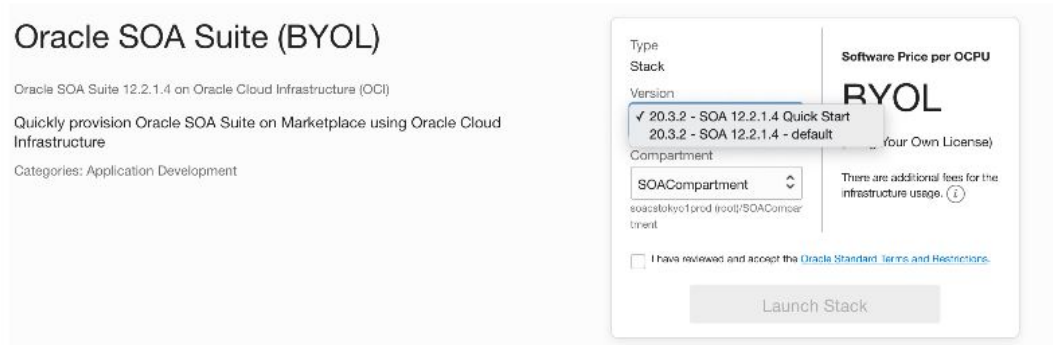 Oracle SOA Suite (BYOL)
Oracle SOA Suite 12.2.1.4 on Oracle Cloud Infrastructure (OCI)
Quickly provision Oracle SOA Suite on Marketplace using Oracle Cloud
Infrastructure
Categories: Application Development
Type
Stack
Version
✓ 20.3.2 - SOA 12.2.1.4 Quick Start
20.3.2 - SOA 12.2.1.4 - default
Compartment
SOACompartment
soacstokyo1prod (root)/SOACompar
tment
Software Price per OCPU
BYOL
Your Own License)
There are additional fees for the
infrastructure usage. (i)
I have reviewed and accept the Oracle Standard Terms and Restrictions.
Launch Stack